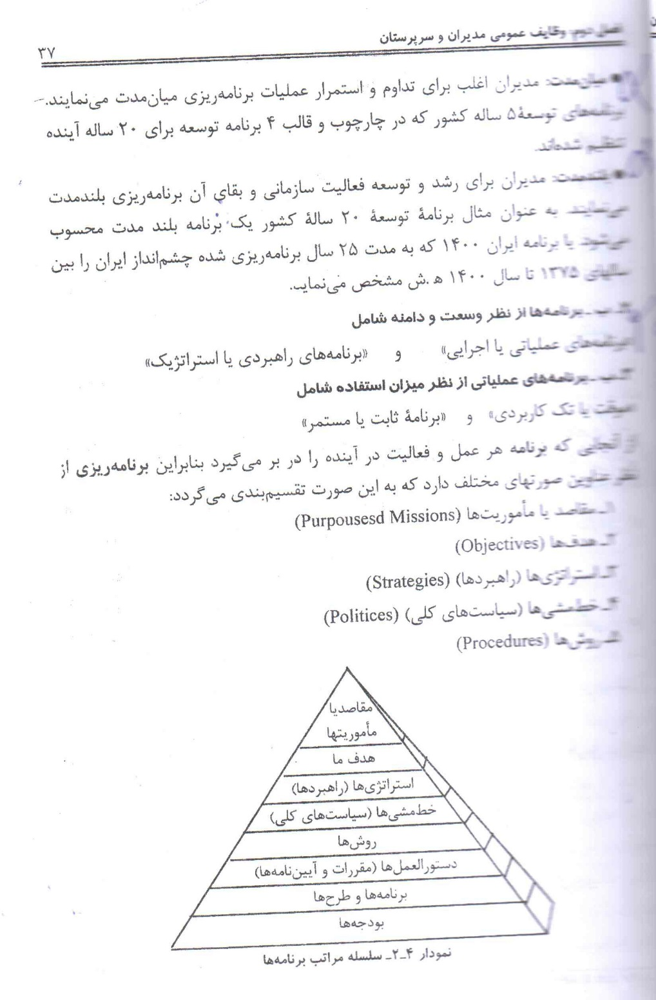 فصل دوم: وظایف عمومی مدیران و سرپرستان
۳۷
● میان‌مدت: مدیران اغلب برای تداوم و استمرار عملیات برنامه‌ریزی میان‌مدت می‌نمایند.
برنامه‌های توسعهٔ ۵ ساله کشور که در چارچوب و قالب ۴ برنامه توسعه برای ۲۰ ساله آینده
تنظیم شده‌اند.
● بلندمدت: مدیران برای رشد و توسعه فعالیت سازمانی و بقای آن برنامه‌ریزی بلندمدت
می‌نمایند. به عنوان مثال برنامهٔ توسعهٔ ۲۰ سالهٔ کشور یک برنامه بلند مدت محسوب
می‌شود. یا برنامه ایران ۱۴۰۰ که به مدت ۲۵ سال برنامه‌ریزی شده چشم‌انداز ایران را بین
سالهای ۱۳۷۵ تا سال ۱۴۰۰ ه‍.ش مشخص می‌نماید.
ب ـ برنامه‌ها از نظر وسعت و دامنه شامل
«برنامه‌های عملیاتی یا اجرایی» و «برنامه‌های راهبردی یا استراتژیک»
ـ برنامه‌های عملیاتی از نظر میزان استفاده شامل
«موقت یا تک کاربردی» و «برنامهٔ ثابت یا مستمر»
از آنجایی که برنامه هر عمل و فعالیت در آینده را در بر می‌گیرد بنابراین برنامه‌ریزی از
نظر عناوین صورتهای مختلف دارد که به این صورت تقسیم‌بندی می‌گردد:
۱ـ مقاصد یا مأموریت‌ها (Purpousesd Missions)
۲ـ هدف‌ها (Objectives)
۳ـ استراتژی‌ها (راهبردها) (Strategies)
۴ـ خط‌مشی‌ها (سیاست‌های کلی) (Politices)
۵ـ روش‌ها (Procedures)
مقاصدیا
مأموریتها
هدف ما
استراتژی‌ها (راهبردها)
خط‌مشی‌ها (سیاست‌های کلی)
روش‌ها
دستورالعمل‌ها (مقررات و آیین‌نامه‌ها)
برنامه‌ها و طرح‌ها
بودجه‌ها
نمودار ۴ـ۲ـ سلسله مراتب برنامه‌ها